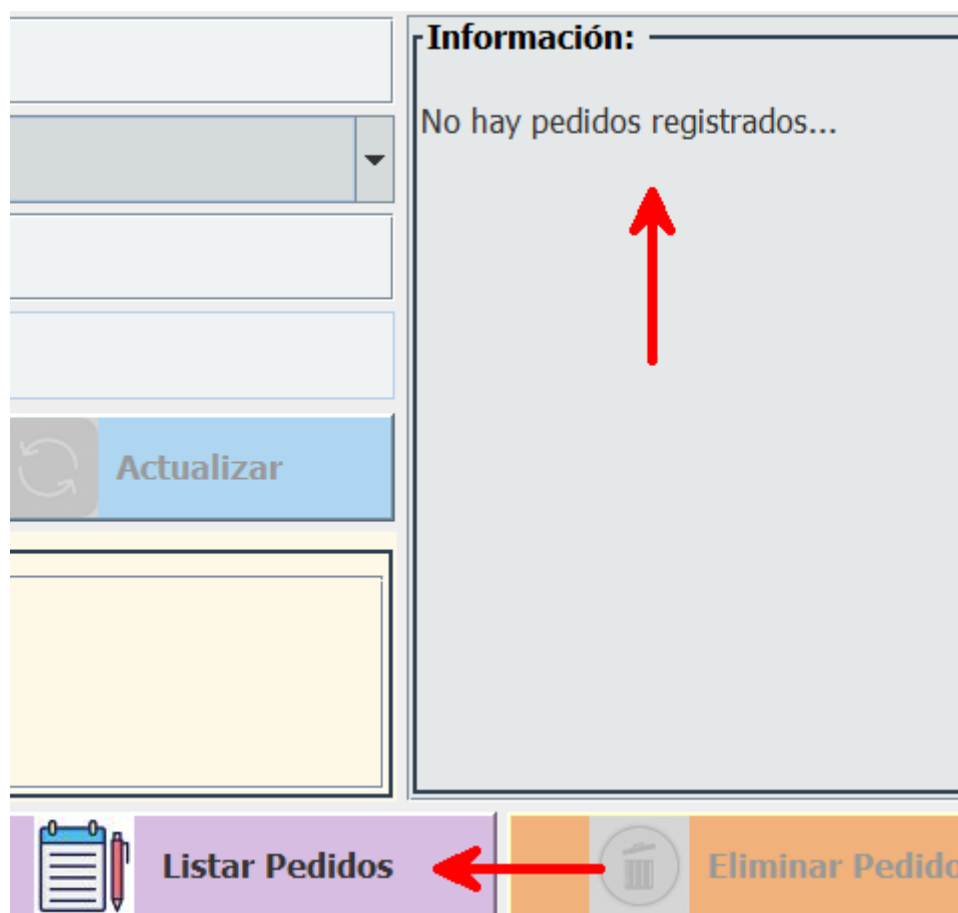 Información:
No hay pedidos registrados...
Actualizar
Listar Pedidos
Eliminar Pedido